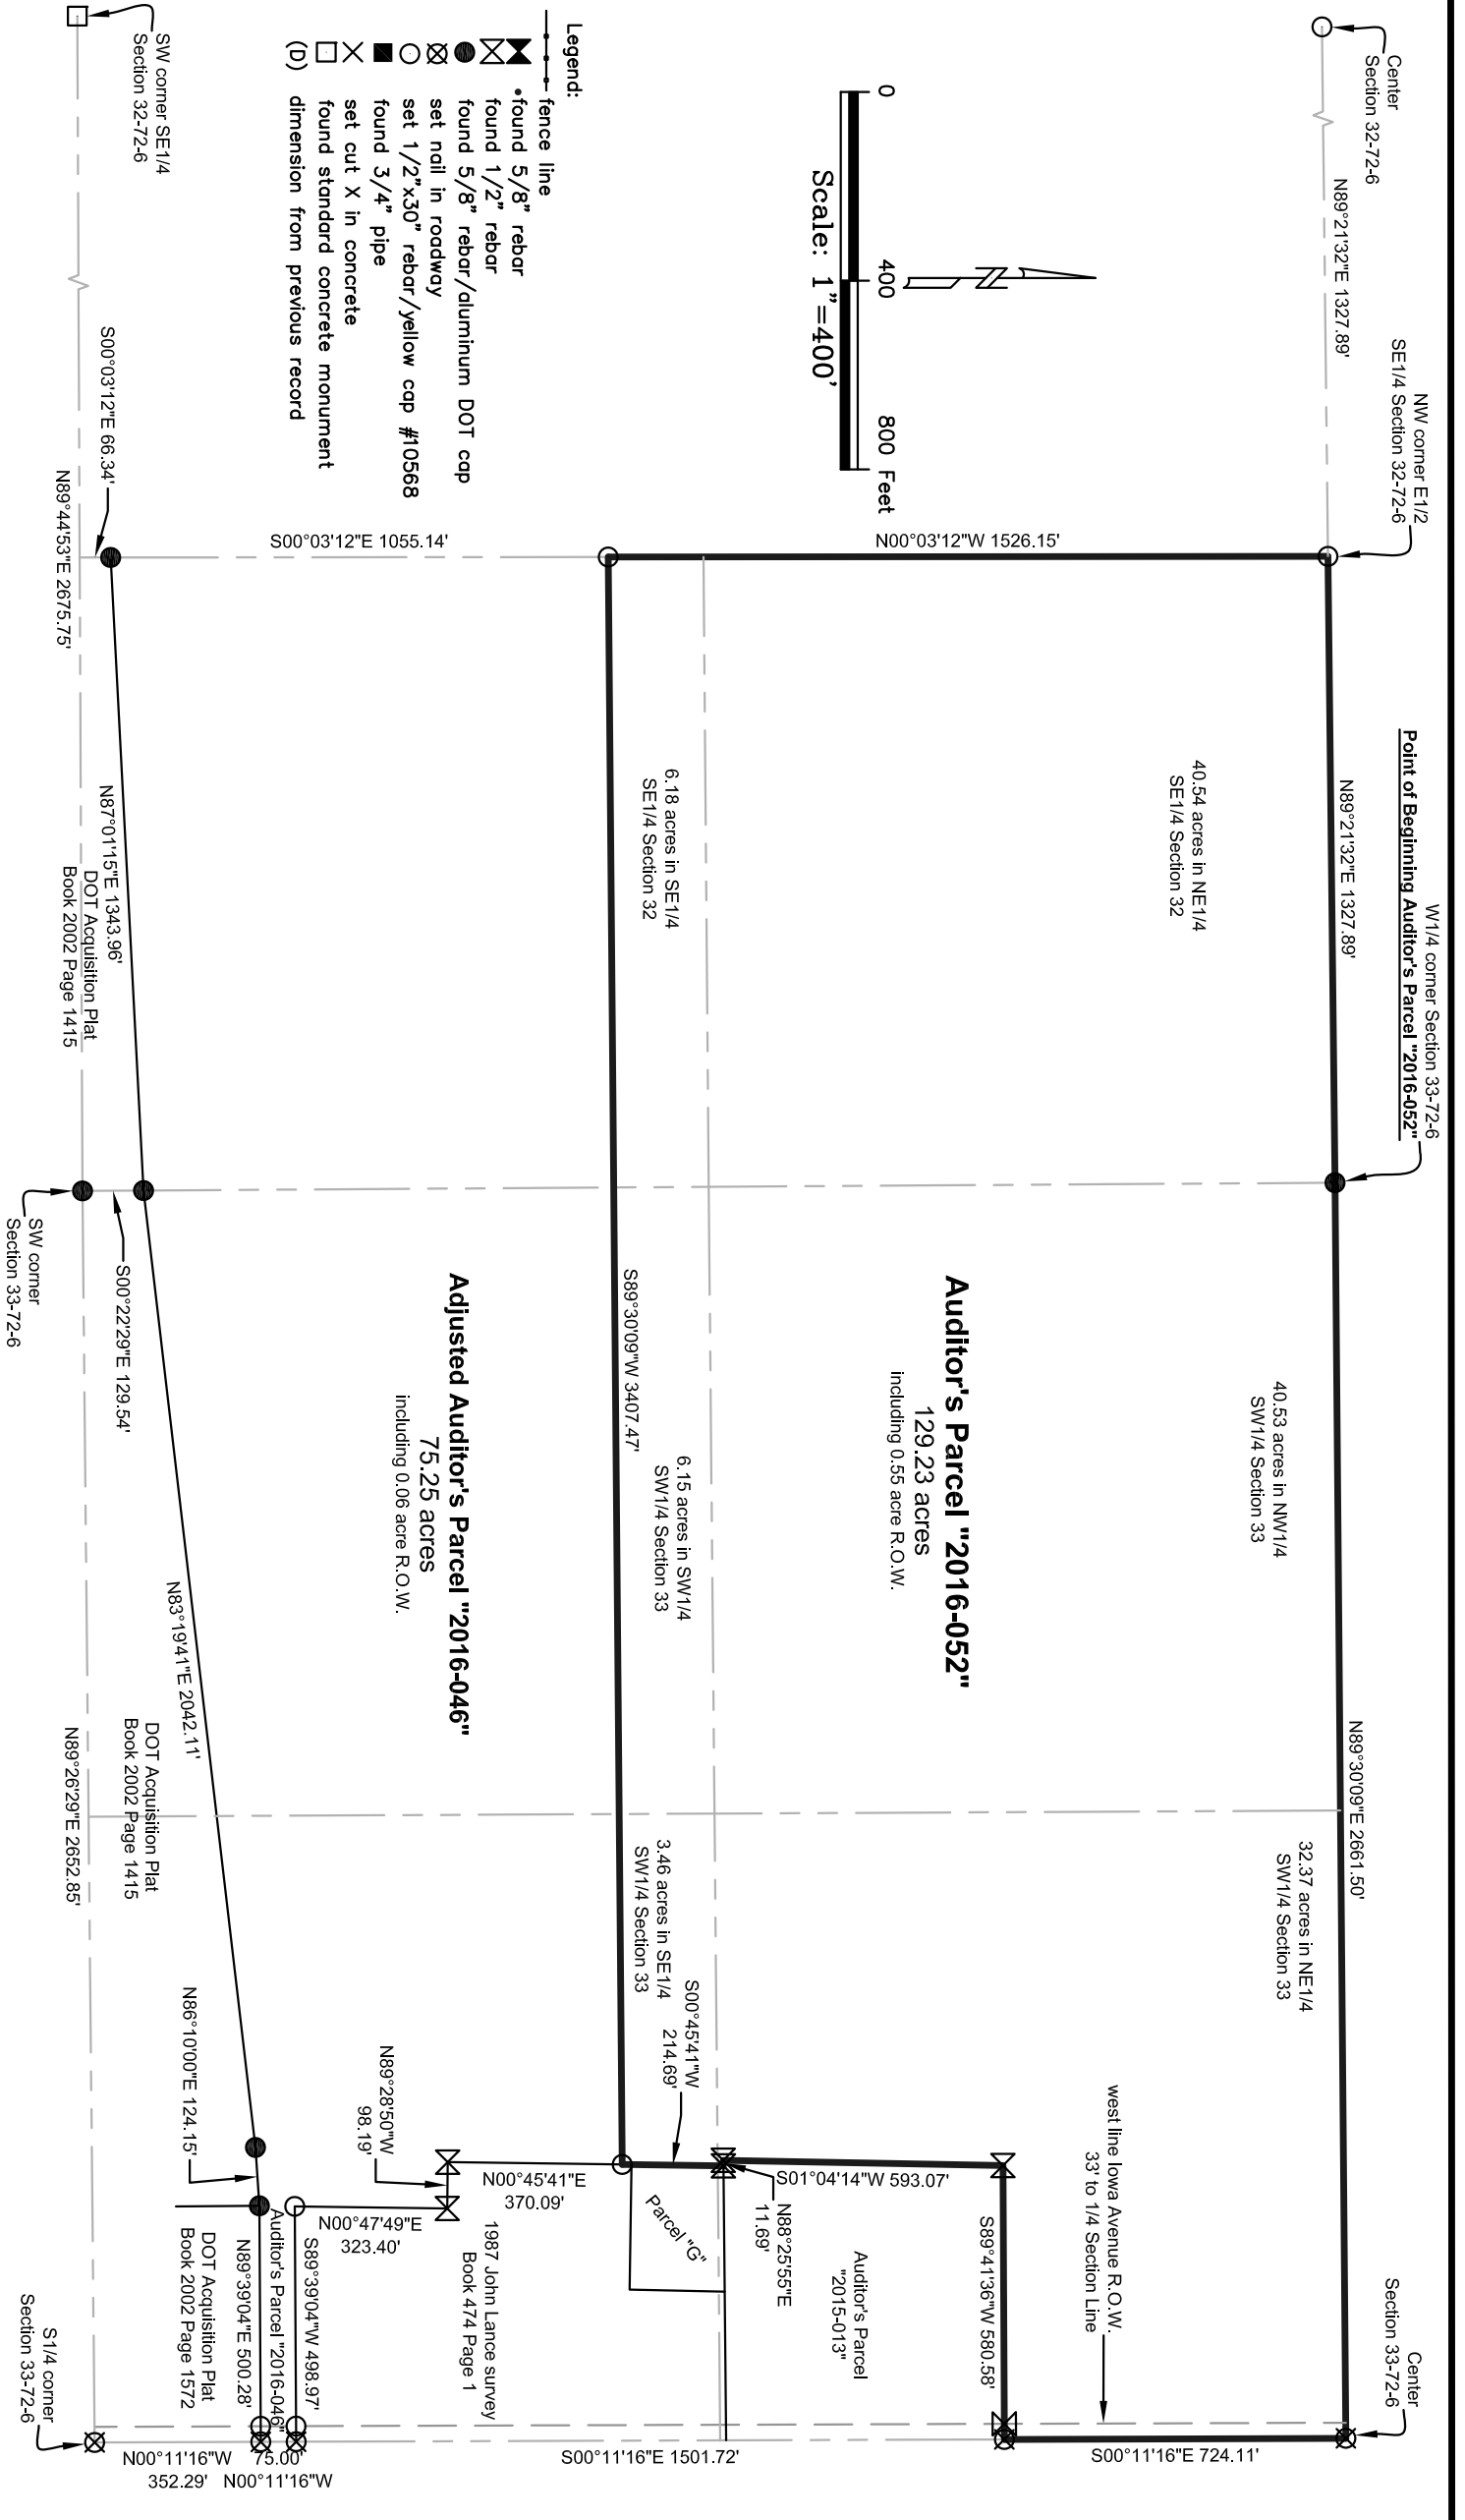 Center
Section 32-72-6
N89°21'32"E 1327.89'
NW corner E1/2
SE1/4 Section 32-72-6
W1/4 corner Section 33-72-6
Point of Beginning Auditor's Parcel "2016-052"
N89°21'32"E 1327.89'
N89°30'09"E 2661.50'
Center
Section 33-72-6
0
400
800 Feet
Scale: 1"=400'
N
N00°03'12"W 1526.15'
40.54 acres in NE1/4
SE1/4 Section 32
40.53 acres in NW1/4
SW1/4 Section 33
32.37 acres in NE1/4
SW1/4 Section 33
west line Iowa Avenue R.O.W.
33' to 1/4 Section Line
S00°11'16"E 724.11'
Auditor's Parcel "2016-052"
129.23 acres
including 0.55 acre R.O.W.
S89°41'36"W 580.58'
S01°04'14"W 593.07'
Auditor's Parcel
"2015-013"
N88°25'55"E
11.69'
6.18 acres in SE1/4
SE1/4 Section 32
6.15 acres in SW1/4
SW1/4 Section 33
3.46 acres in SE1/4
SW1/4 Section 33
S00°45'41"W
214.69'
Parcel "G"
S89°30'09"W 3407.47'
S00°11'16"E 1501.72'
Legend:
fence line
found 5/8" rebar
found 1/2" rebar
found 5/8" rebar/aluminum DOT cap
set nail in roadway
set 1/2"x30" rebar/yellow cap #10568
found 3/4" pipe
set cut X in concrete
found standard concrete monument
(D) dimension from previous record
S00°03'12"E 1055.14'
Adjusted Auditor's Parcel "2016-046"
75.25 acres
including 0.06 acre R.O.W.
N00°45'41"E
370.09'
1987 John Lance survey
Book 474 Page 1
N89°28'50"W
98.19'
N00°47'49"E
323.40'
S89°39'04"W 498.97'
Auditor's Parcel "2016-046"
N89°39'04"E 500.28'
DOT Acquisition Plat
Book 2002 Page 1572
N86°10'00"E 124.15'
N83°19'41"E 2042.11'
DOT Acquisition Plat
Book 2002 Page 1415
S00°22'29"E 129.54'
N87°01'15"E 1343.96'
DOT Acquisition Plat
Book 2002 Page 1415
S00°03'12"E 66.34'
SW corner SE1/4
Section 32-72-6
N89°44'53"E 2675.75'
SW corner
Section 33-72-6
N89°26'29"E 2652.85'
S1/4 corner
Section 33-72-6
N00°11'16"W
352.29'
75.00'
N00°11'16"W